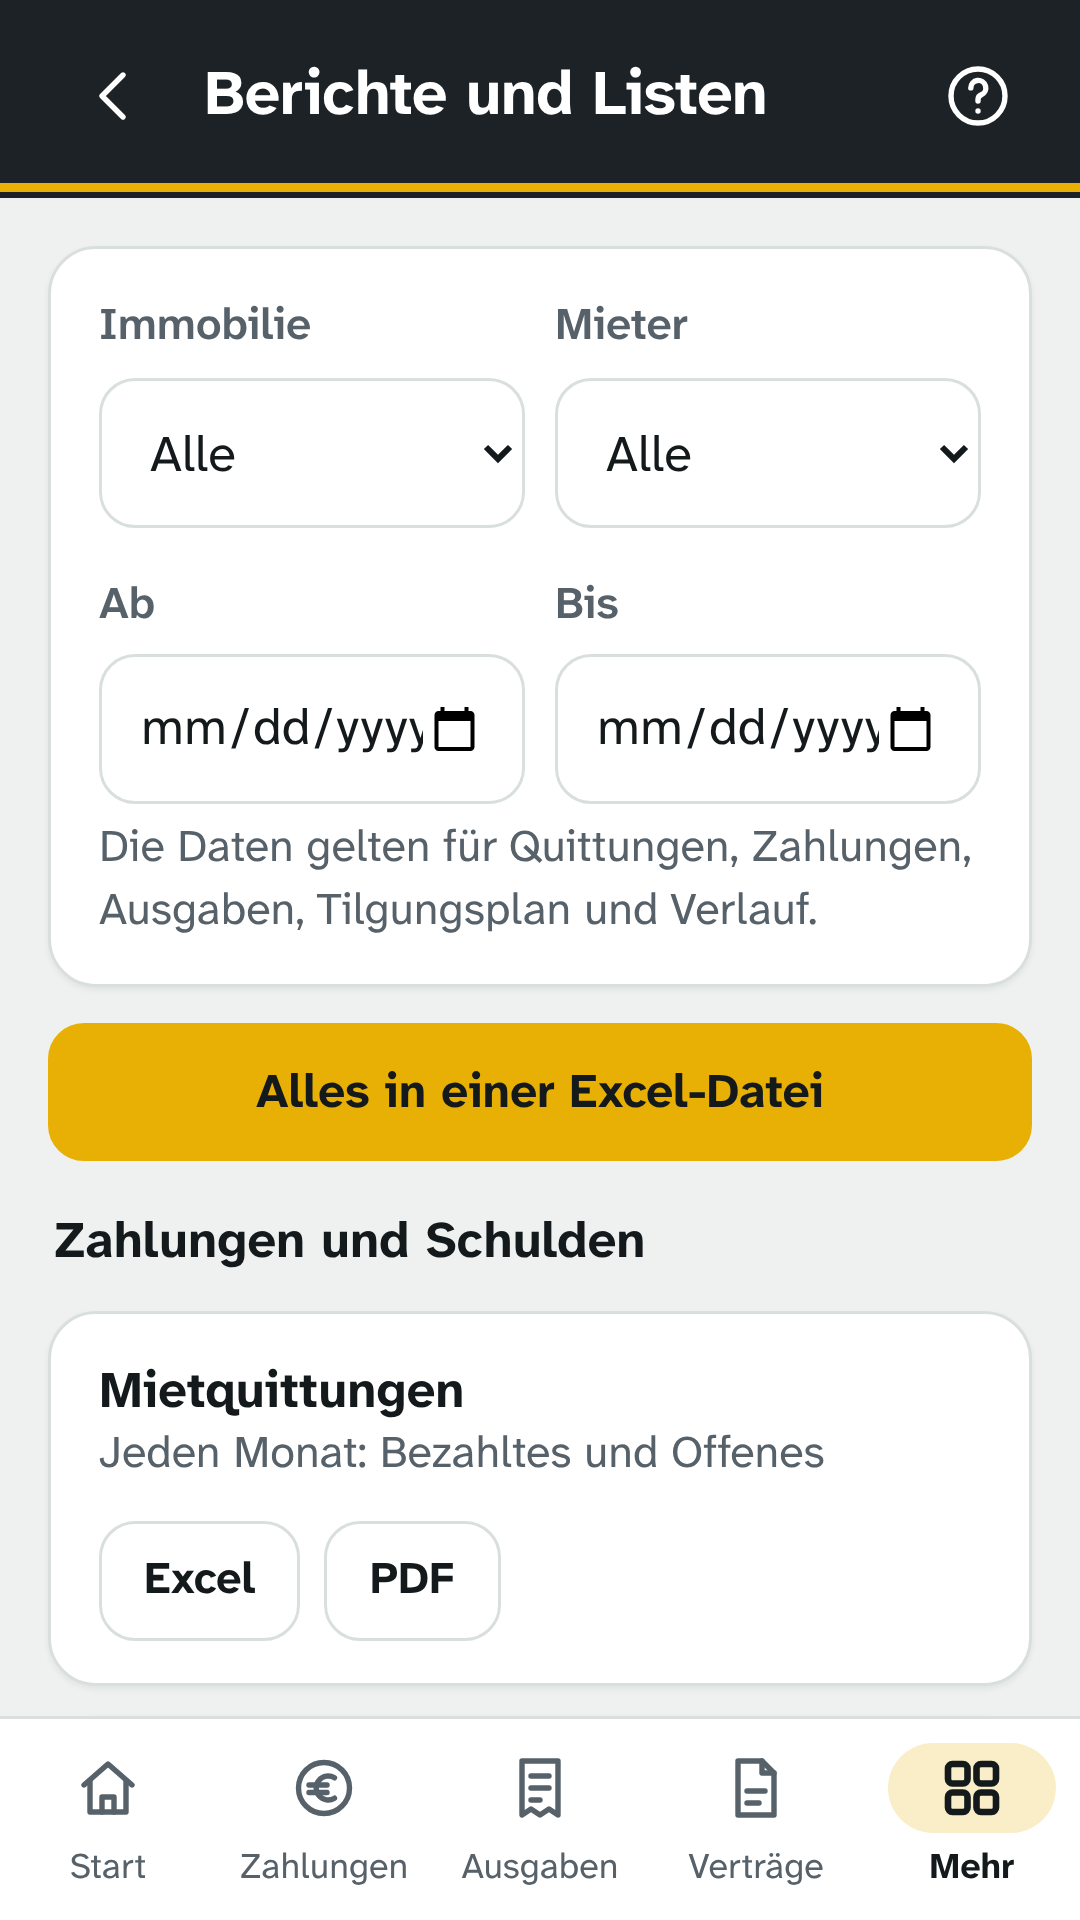 Berichte und Listen
Immobilie
Mieter
Alle
Alle
Ab
Bis
mm/dd/yyyy
mm/dd/yyyy
Die Daten gelten für Quittungen, Zahlungen,
Ausgaben, Tilgungsplan und Verlauf.
Alles in einer Excel-Datei
Zahlungen und Schulden
Mietquittungen
Jeden Monat: Bezahltes und Offenes
Excel
PDF
Start
Zahlungen
Ausgaben
Verträge
Mehr